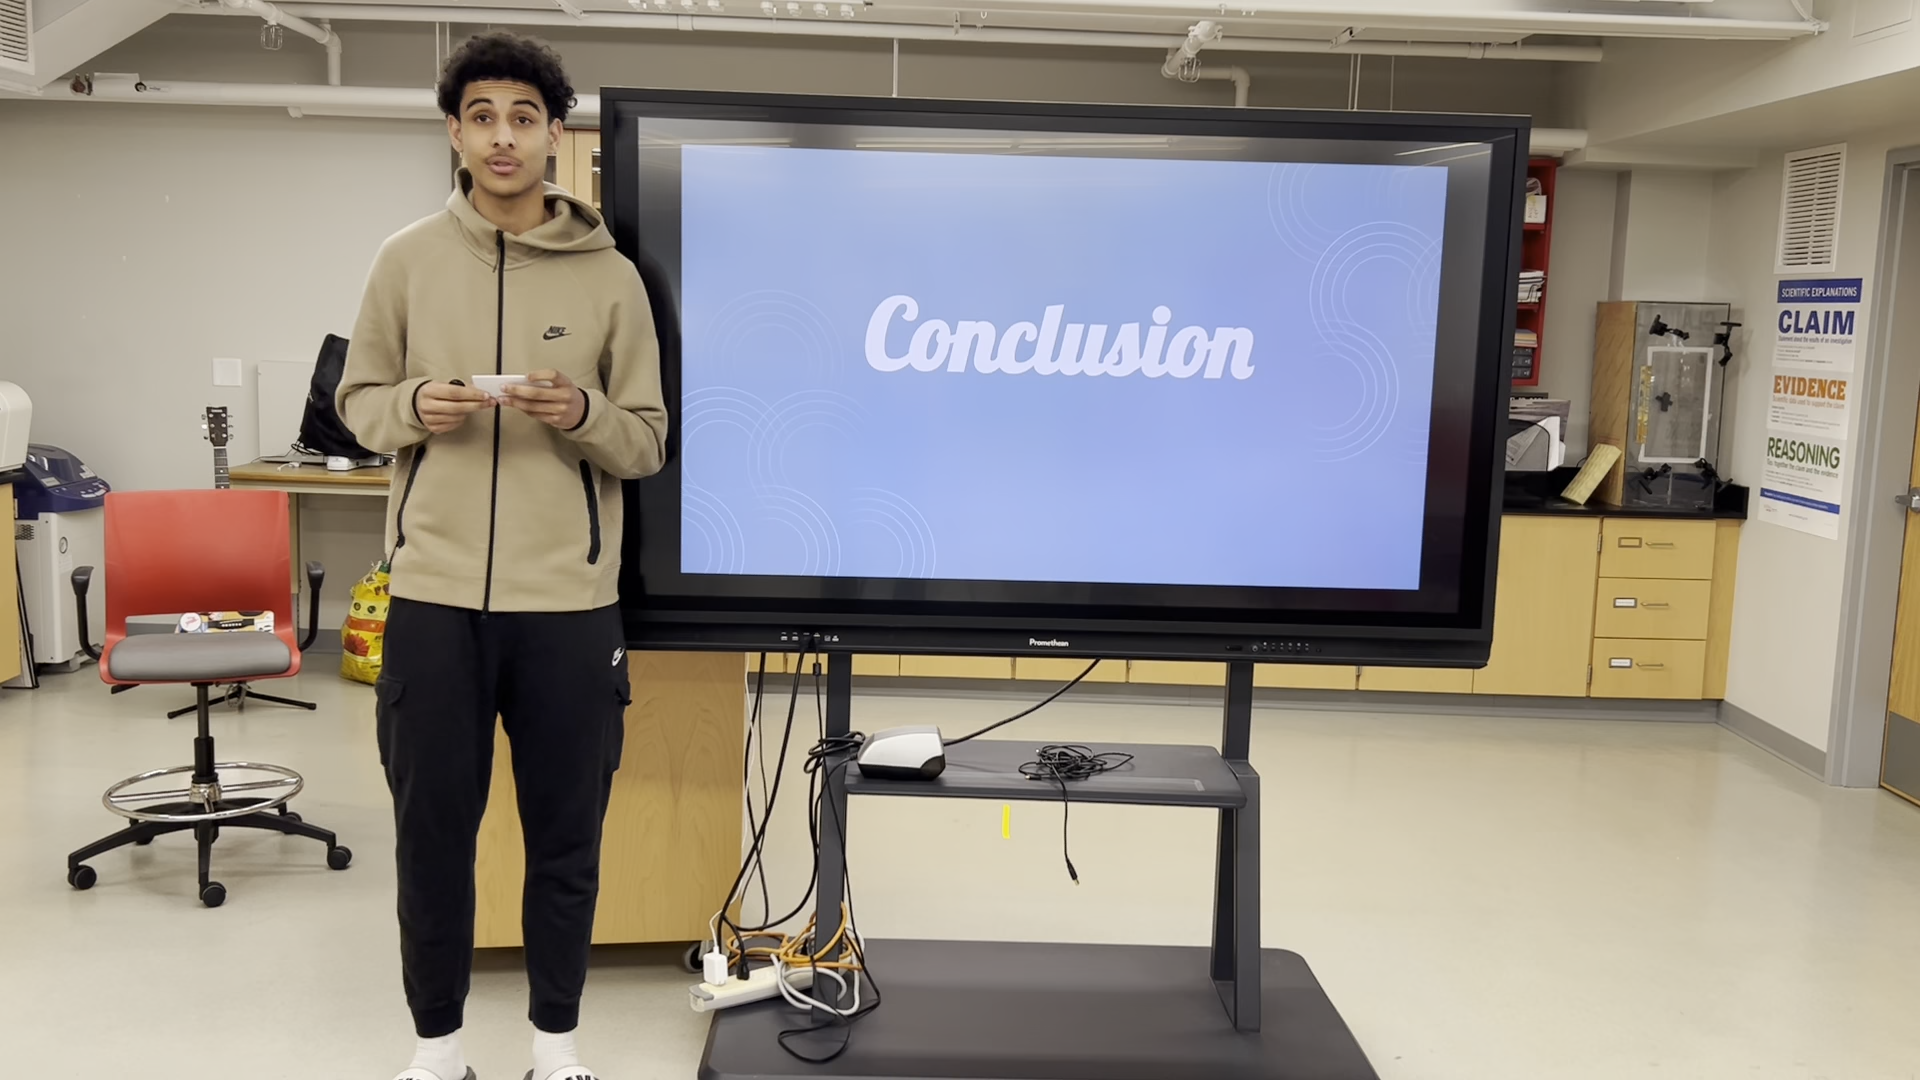 Conclusion
NIKE
Promethean
SCIENTIFIC EXPLANATIONS
CLAIM
EVIDENCE
REASONING